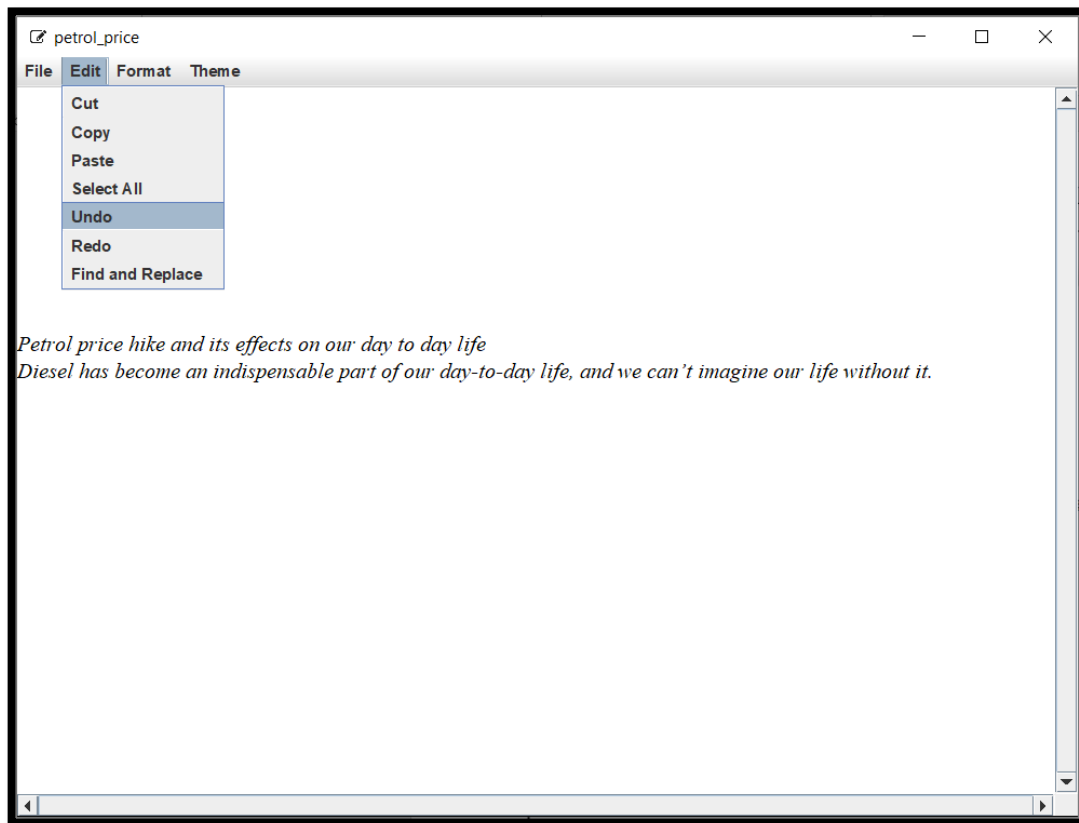 petrol_price
File Edit Format Theme
Cut
Copy
Paste
Select All
Undo
Redo
Find and Replace
Petrol price hike and its effects on our day to day life
Diesel has become an indispensable part of our day-to-day life, and we can’t imagine our life without it.